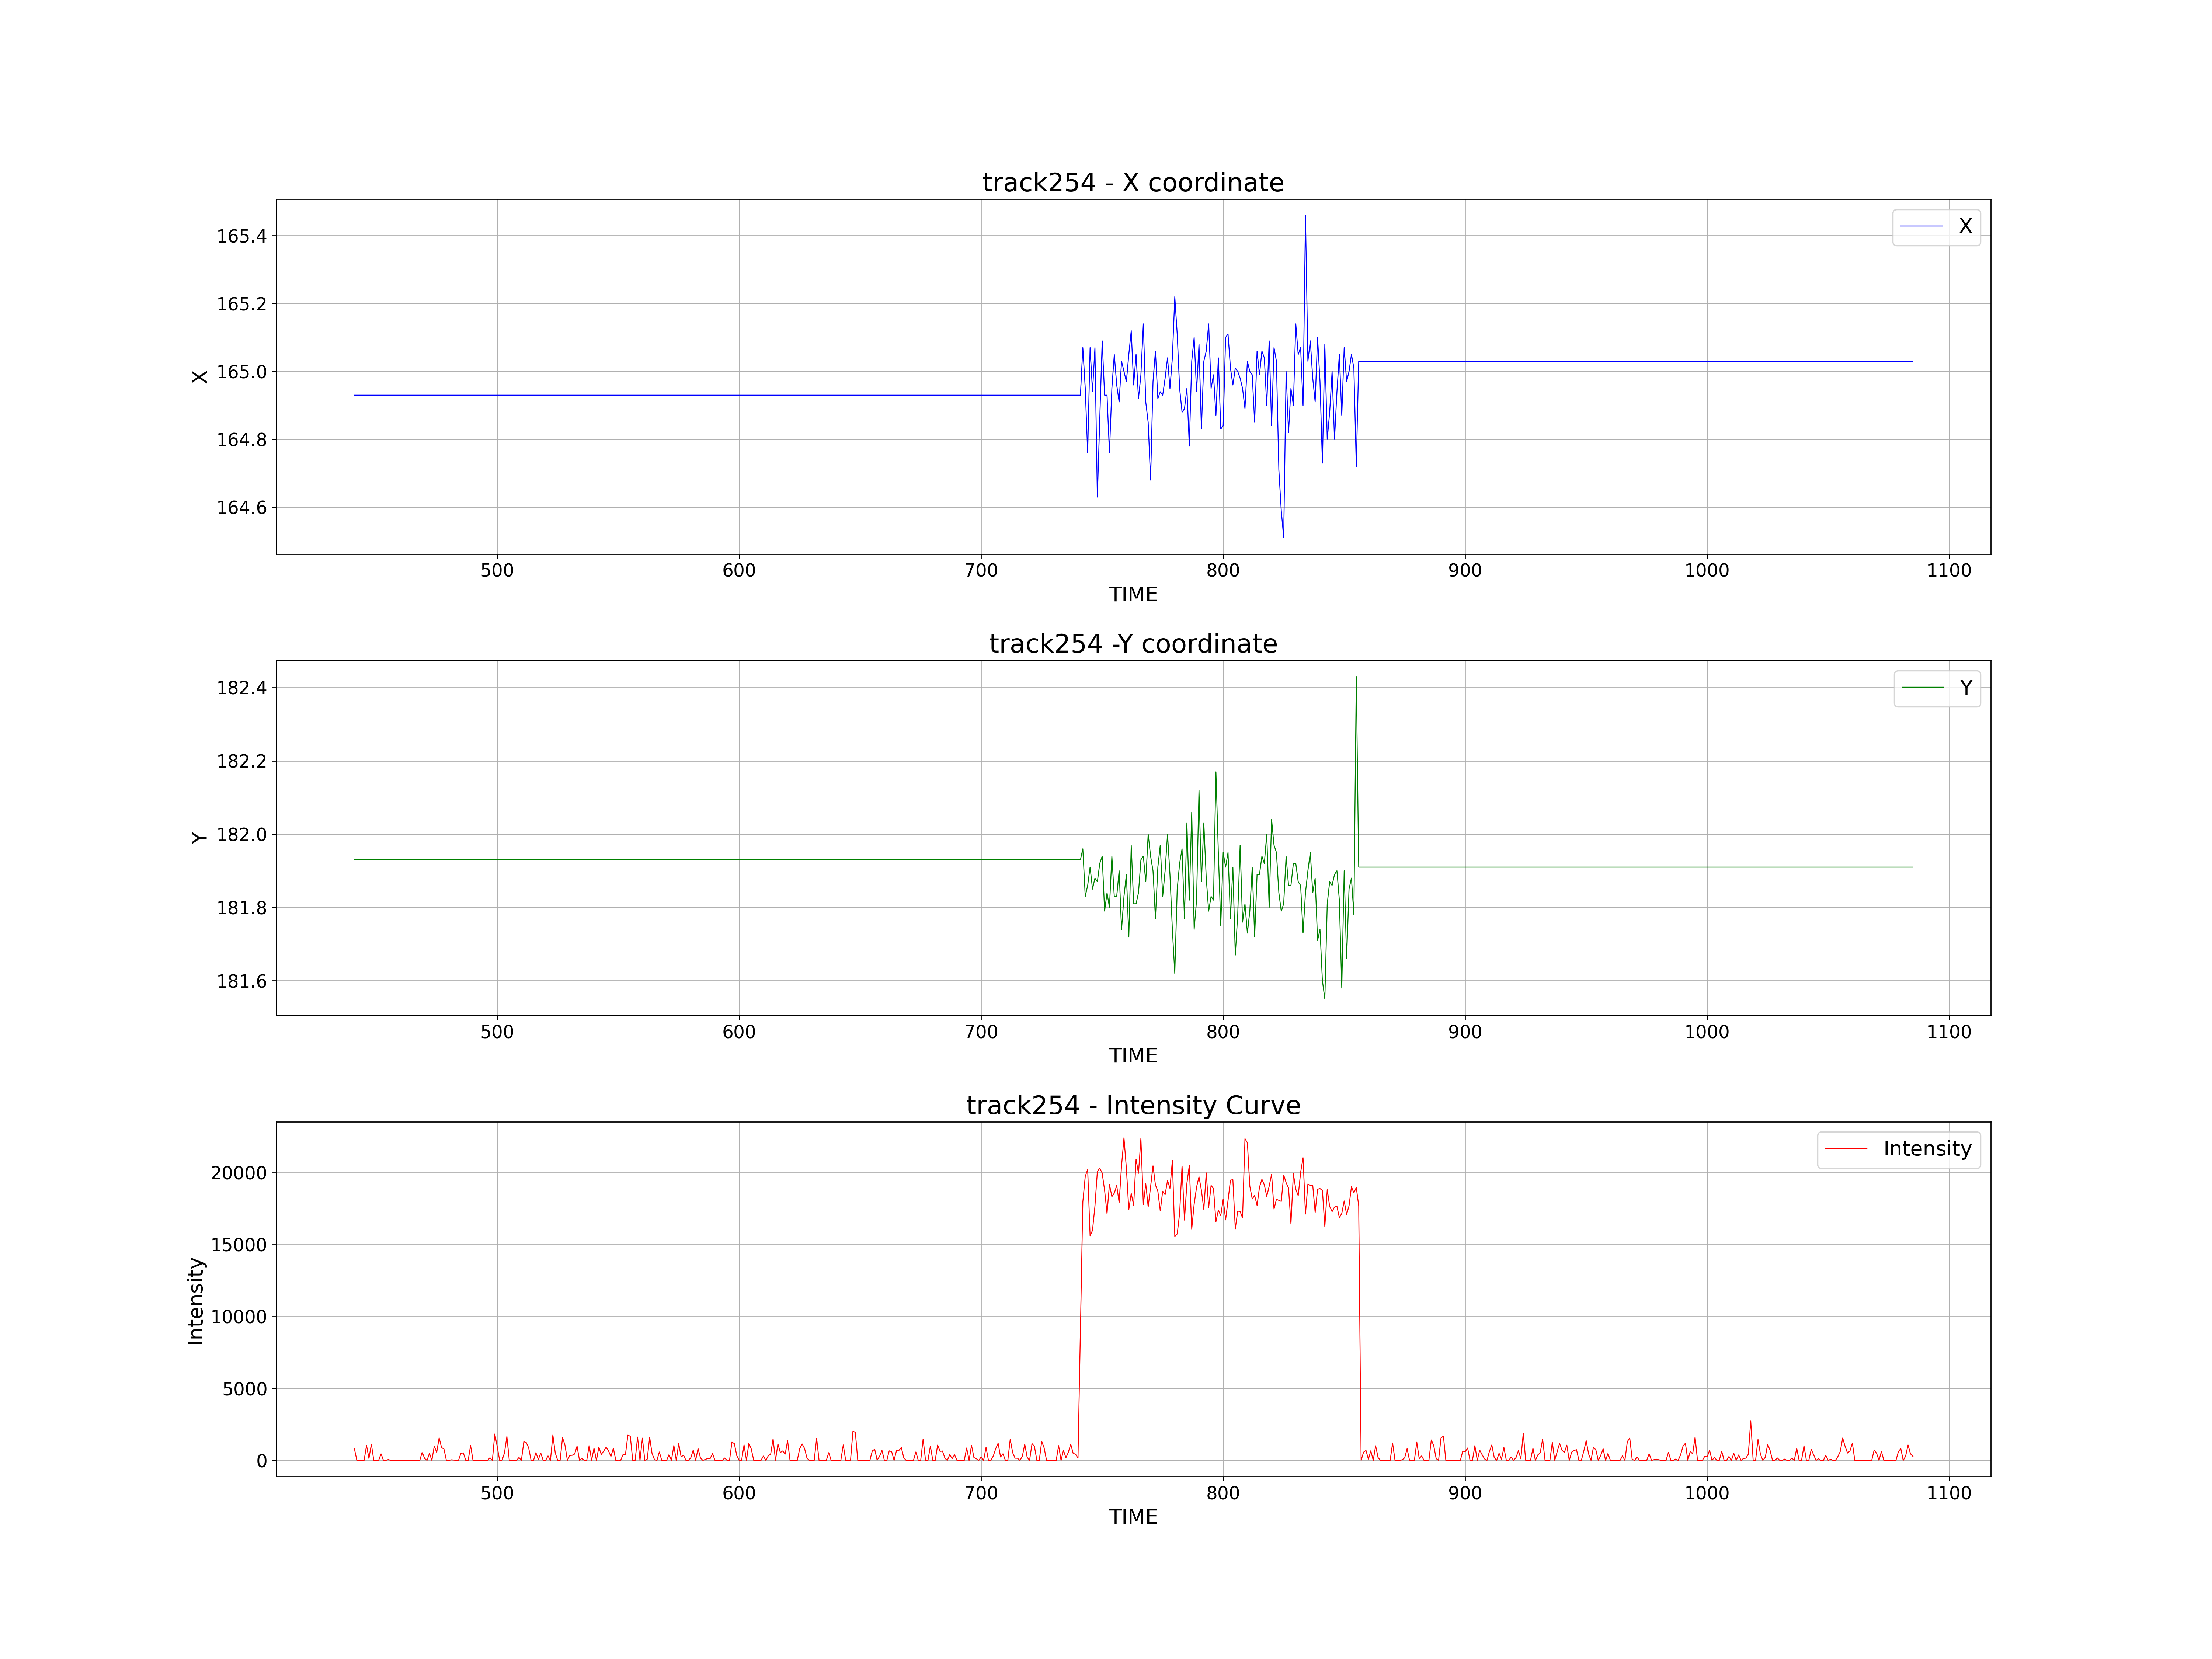 track254 - X coordinate
X
165.4
165.2
165.0
164.8
164.6
X
500 600 700 800 900 1000 1100
TIME
track254 -Y coordinate
Y
182.4
182.2
182.0
181.8
181.6
Y
500 600 700 800 900 1000 1100
TIME
track254 - Intensity Curve
Intensity
20000
15000
10000
5000
0
Intensity
500 600 700 800 900 1000 1100
TIME